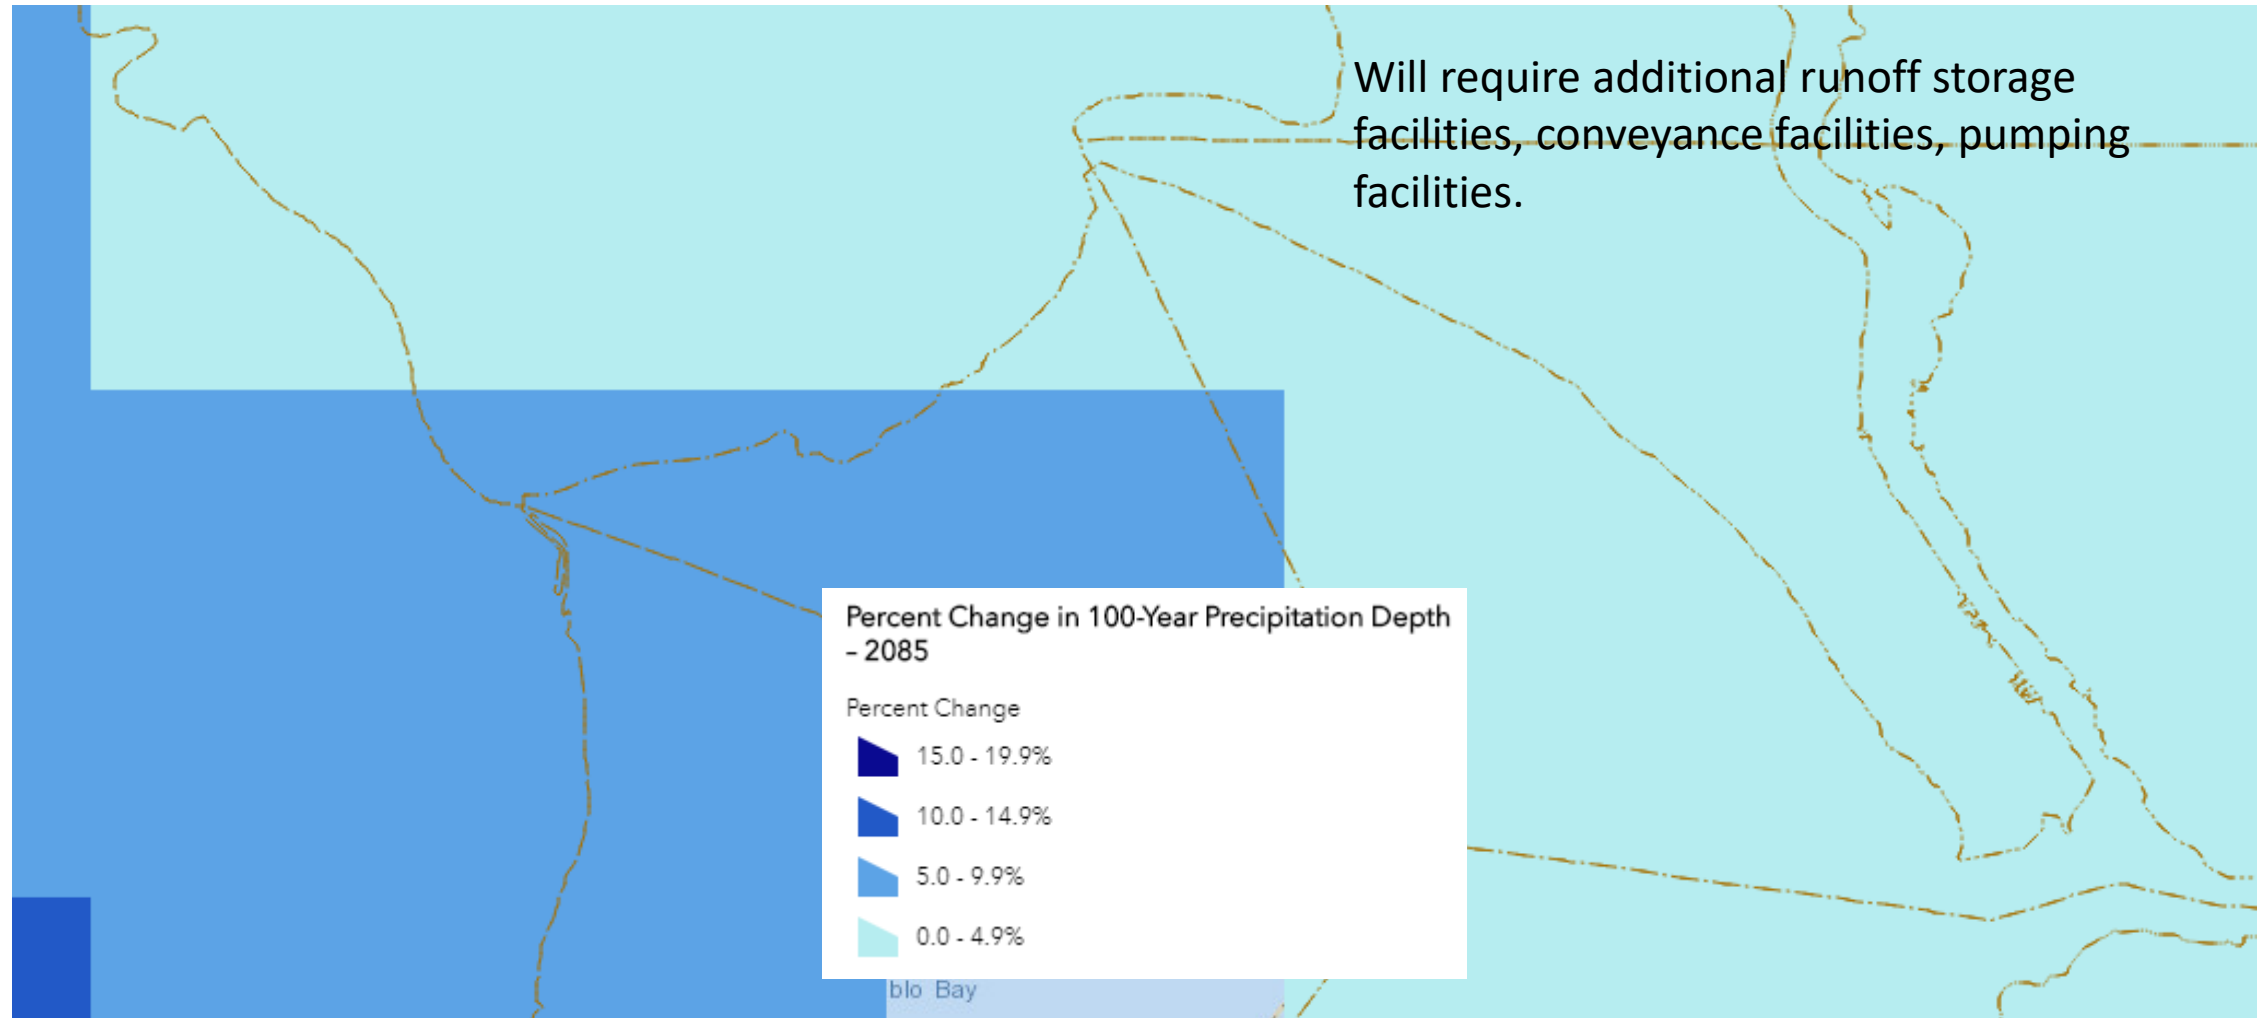 Will require additional runoff storage
facilities, conveyance facilities, pumping
facilities.
Percent Change in 100-Year Precipitation Depth
– 2085
Percent Change
15.0 - 19.9%
10.0 - 14.9%
5.0 - 9.9%
0.0 - 4.9%
blo Bay